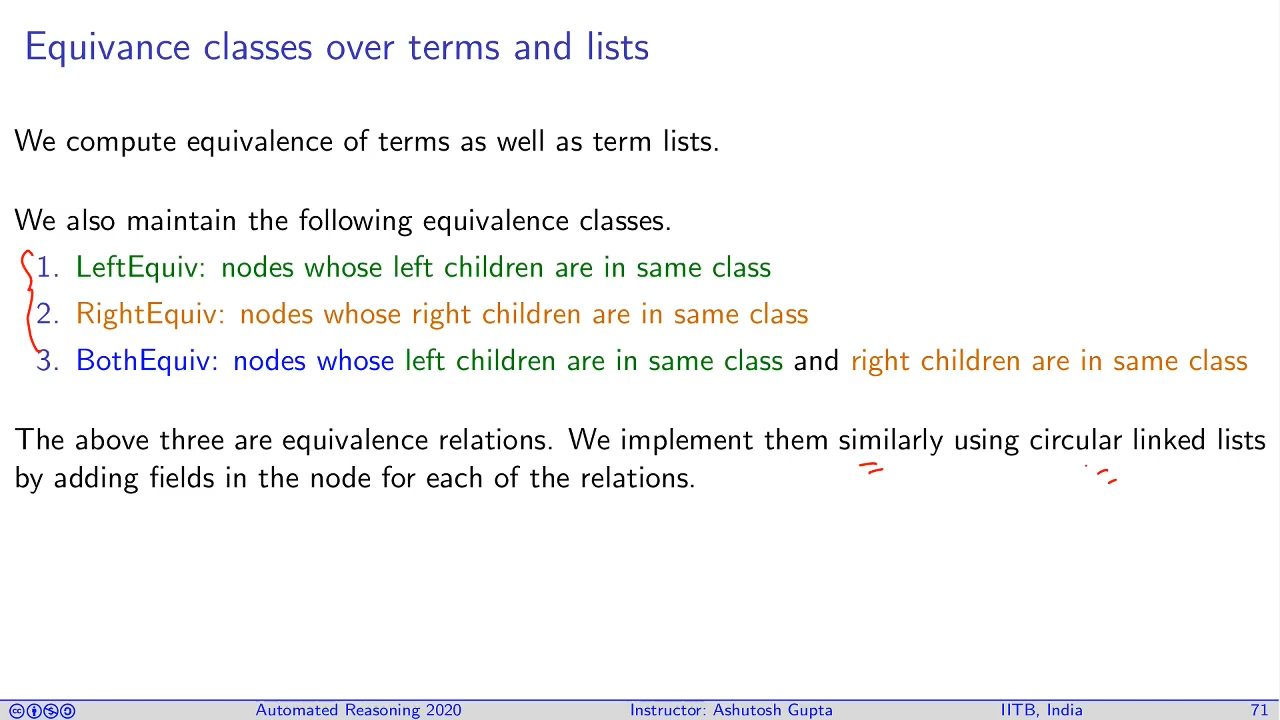 Equivance classes over terms and lists
We compute equivalence of terms as well as term lists.
We also maintain the following equivalence classes.
1. LeftEquiv: nodes whose left children are in same class
2. RightEquiv: nodes whose right children are in same class
3. BothEquiv: nodes whose left children are in same class and right children are in same class
The above three are equivalence relations. We implement them similarly using circular linked lists
by adding fields in the node for each of the relations.
Automated Reasoning 2020 Instructor: Ashutosh Gupta IITB, India 71